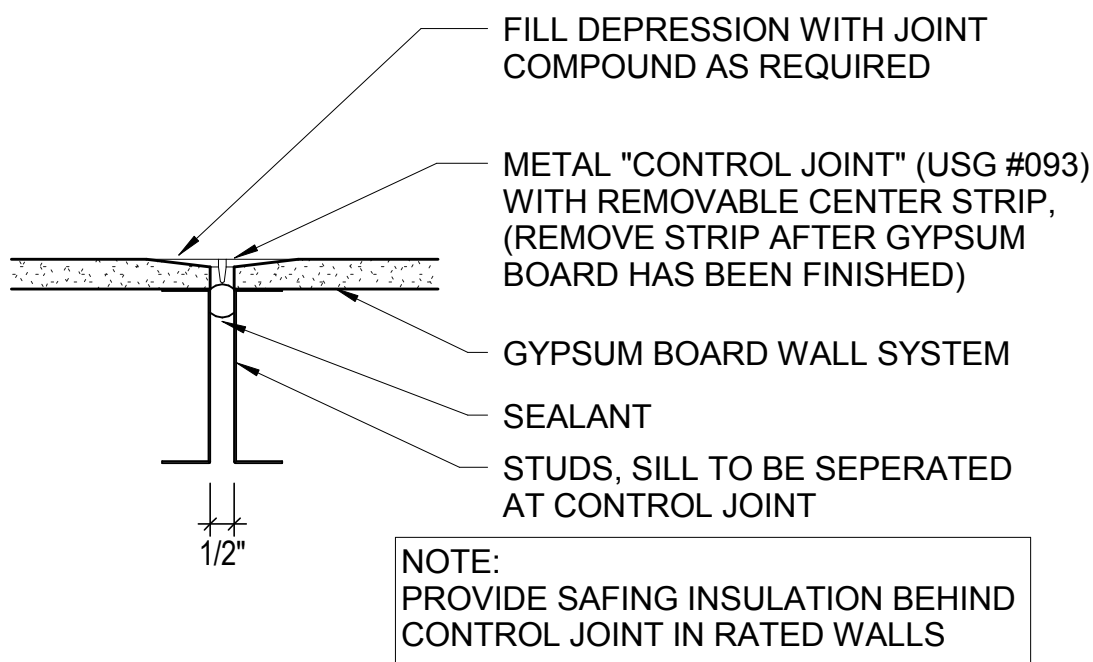 FILL DEPRESSION WITH JOINT
COMPOUND AS REQUIRED
METAL "CONTROL JOINT" (USG #093)
WITH REMOVABLE CENTER STRIP,
(REMOVE STRIP AFTER GYPSUM
BOARD HAS BEEN FINISHED)
GYPSUM BOARD WALL SYSTEM
SEALANT
STUDS, SILL TO BE SEPERATED
AT CONTROL JOINT
1/2"
NOTE:
PROVIDE SAFING INSULATION BEHIND
CONTROL JOINT IN RATED WALLS